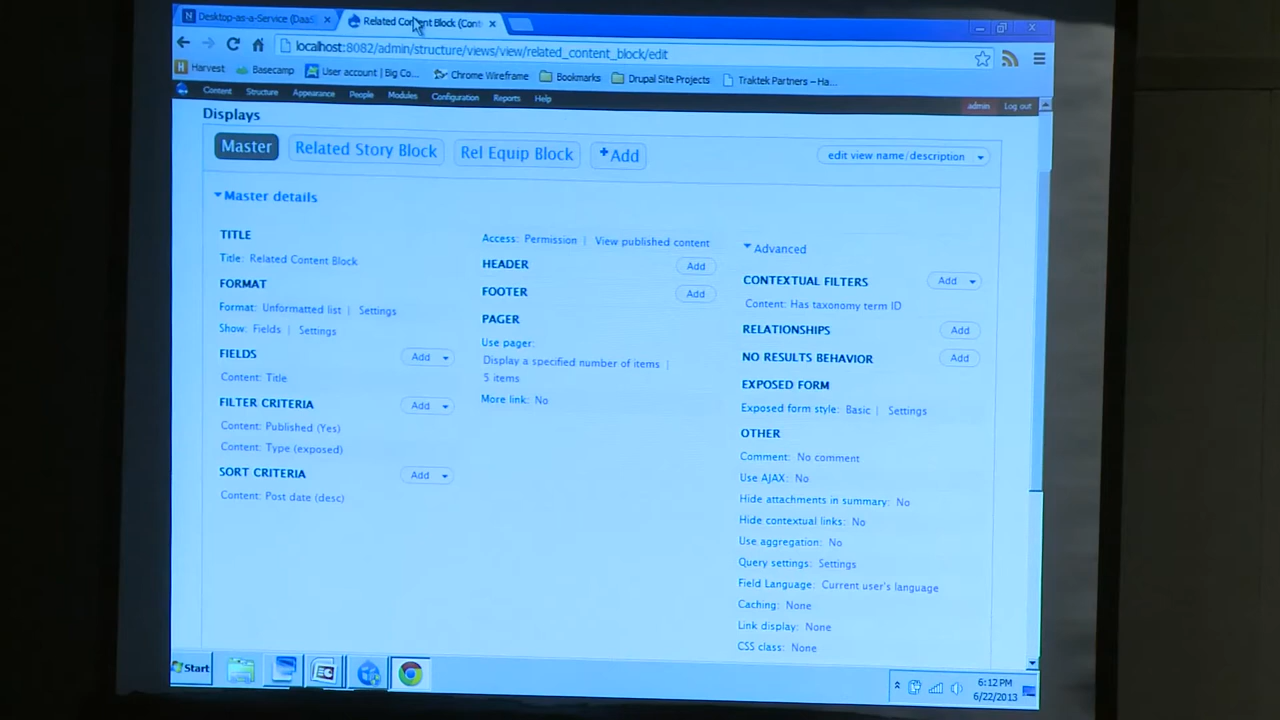 Desktop-as-a-Service (DaaS
Related Content Block (Cont
localhost:8082/admin/structure/views/view/related_content_block/edit
Harvest Basecamp User account | Big Co... Chrome Wireframe Bookmarks Drupal Site Projects Traktek Partners – Ha...
Content Structure Appearance People Modules Configuration Reports Help admin Log out
Displays
Master Related Story Block Rel Equip Block +Add edit view name/description
Master details
TITLE
Title: Related Content Block
FORMAT
Format: Unformatted list | Settings
Show: Fields | Settings
FIELDS Add
Content: Title
FILTER CRITERIA Add
Content: Published (Yes)
Content: Type (exposed)
SORT CRITERIA Add
Content: Post date (desc)
Access: Permission | View published content
HEADER Add
FOOTER Add
PAGER
Use pager:
Display a specified number of items |
5 items
More link: No
Advanced
CONTEXTUAL FILTERS Add
Content: Has taxonomy term ID
RELATIONSHIPS Add
NO RESULTS BEHAVIOR Add
EXPOSED FORM
Exposed form style: Basic | Settings
OTHER
Comment: No comment
Use AJAX: No
Hide attachments in summary: No
Hide contextual links: No
Use aggregation: No
Query settings: Settings
Field Language: Current user's language
Caching: None
Link display: None
CSS class: None
Start
6:12 PM
6/22/2013